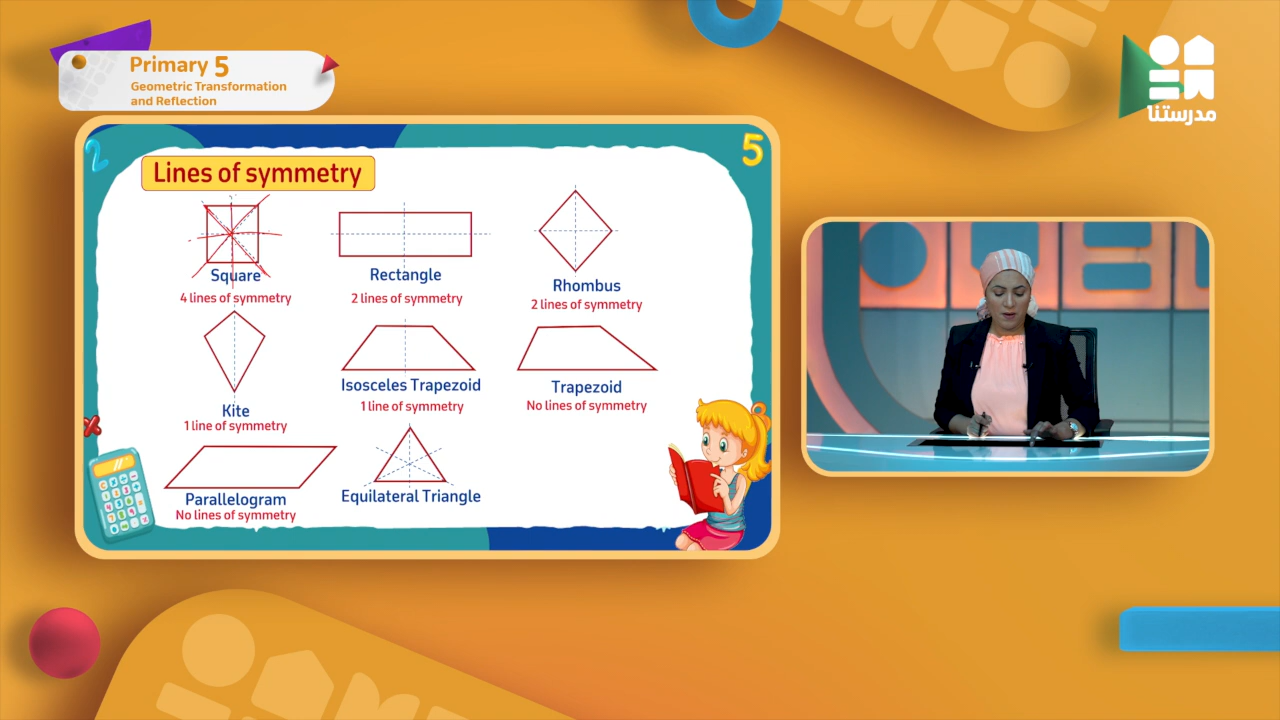 Primary 5
Geometric Transformation
and Reflection
مدرستنا
2
5
Lines of symmetry
Square
4 lines of symmetry
Rectangle
2 lines of symmetry
Rhombus
2 lines of symmetry
Kite
1 line of symmetry
Isosceles Trapezoid
1 line of symmetry
Trapezoid
No lines of symmetry
Parallelogram
No lines of symmetry
Equilateral Triangle